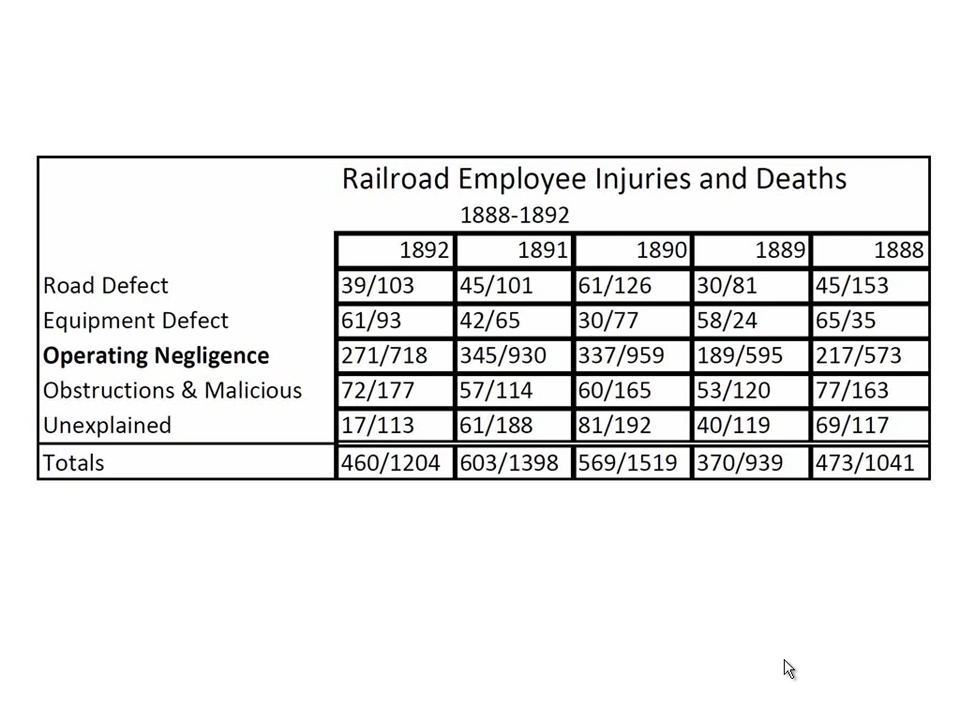 Railroad Employee Injuries and Deaths
1888-1892
1892 1891 1890 1889 1888
Road Defect 39/103 45/101 61/126 30/81 45/153
Equipment Defect 61/93 42/65 30/77 58/24 65/35
Operating Negligence 271/718 345/930 337/959 189/595 217/573
Obstructions & Malicious 72/177 57/114 60/165 53/120 77/163
Unexplained 17/113 61/188 81/192 40/119 69/117
Totals 460/1204 603/1398 569/1519 370/939 473/1041